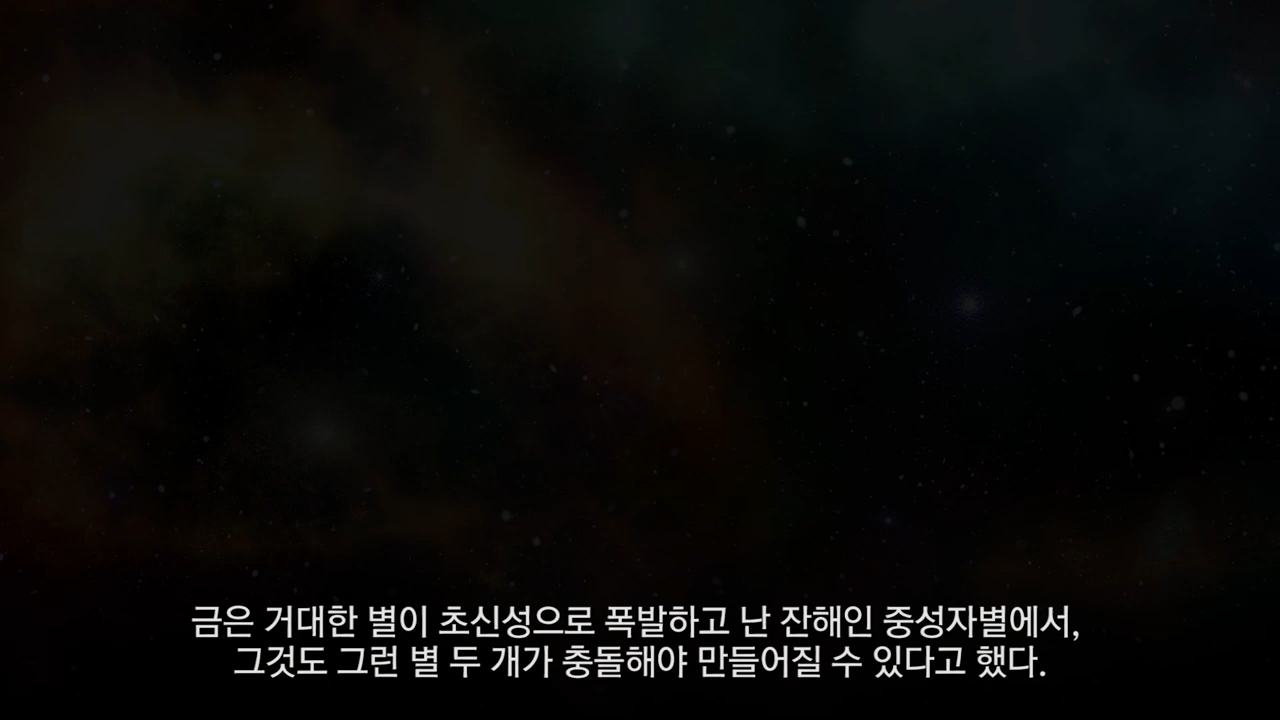 금은 거대한 별이 초신성으로 폭발하고 난 잔해인 중성자별에서,
그것도 그런 별 두 개가 충돌해야 만들어질 수 있다고 했다.